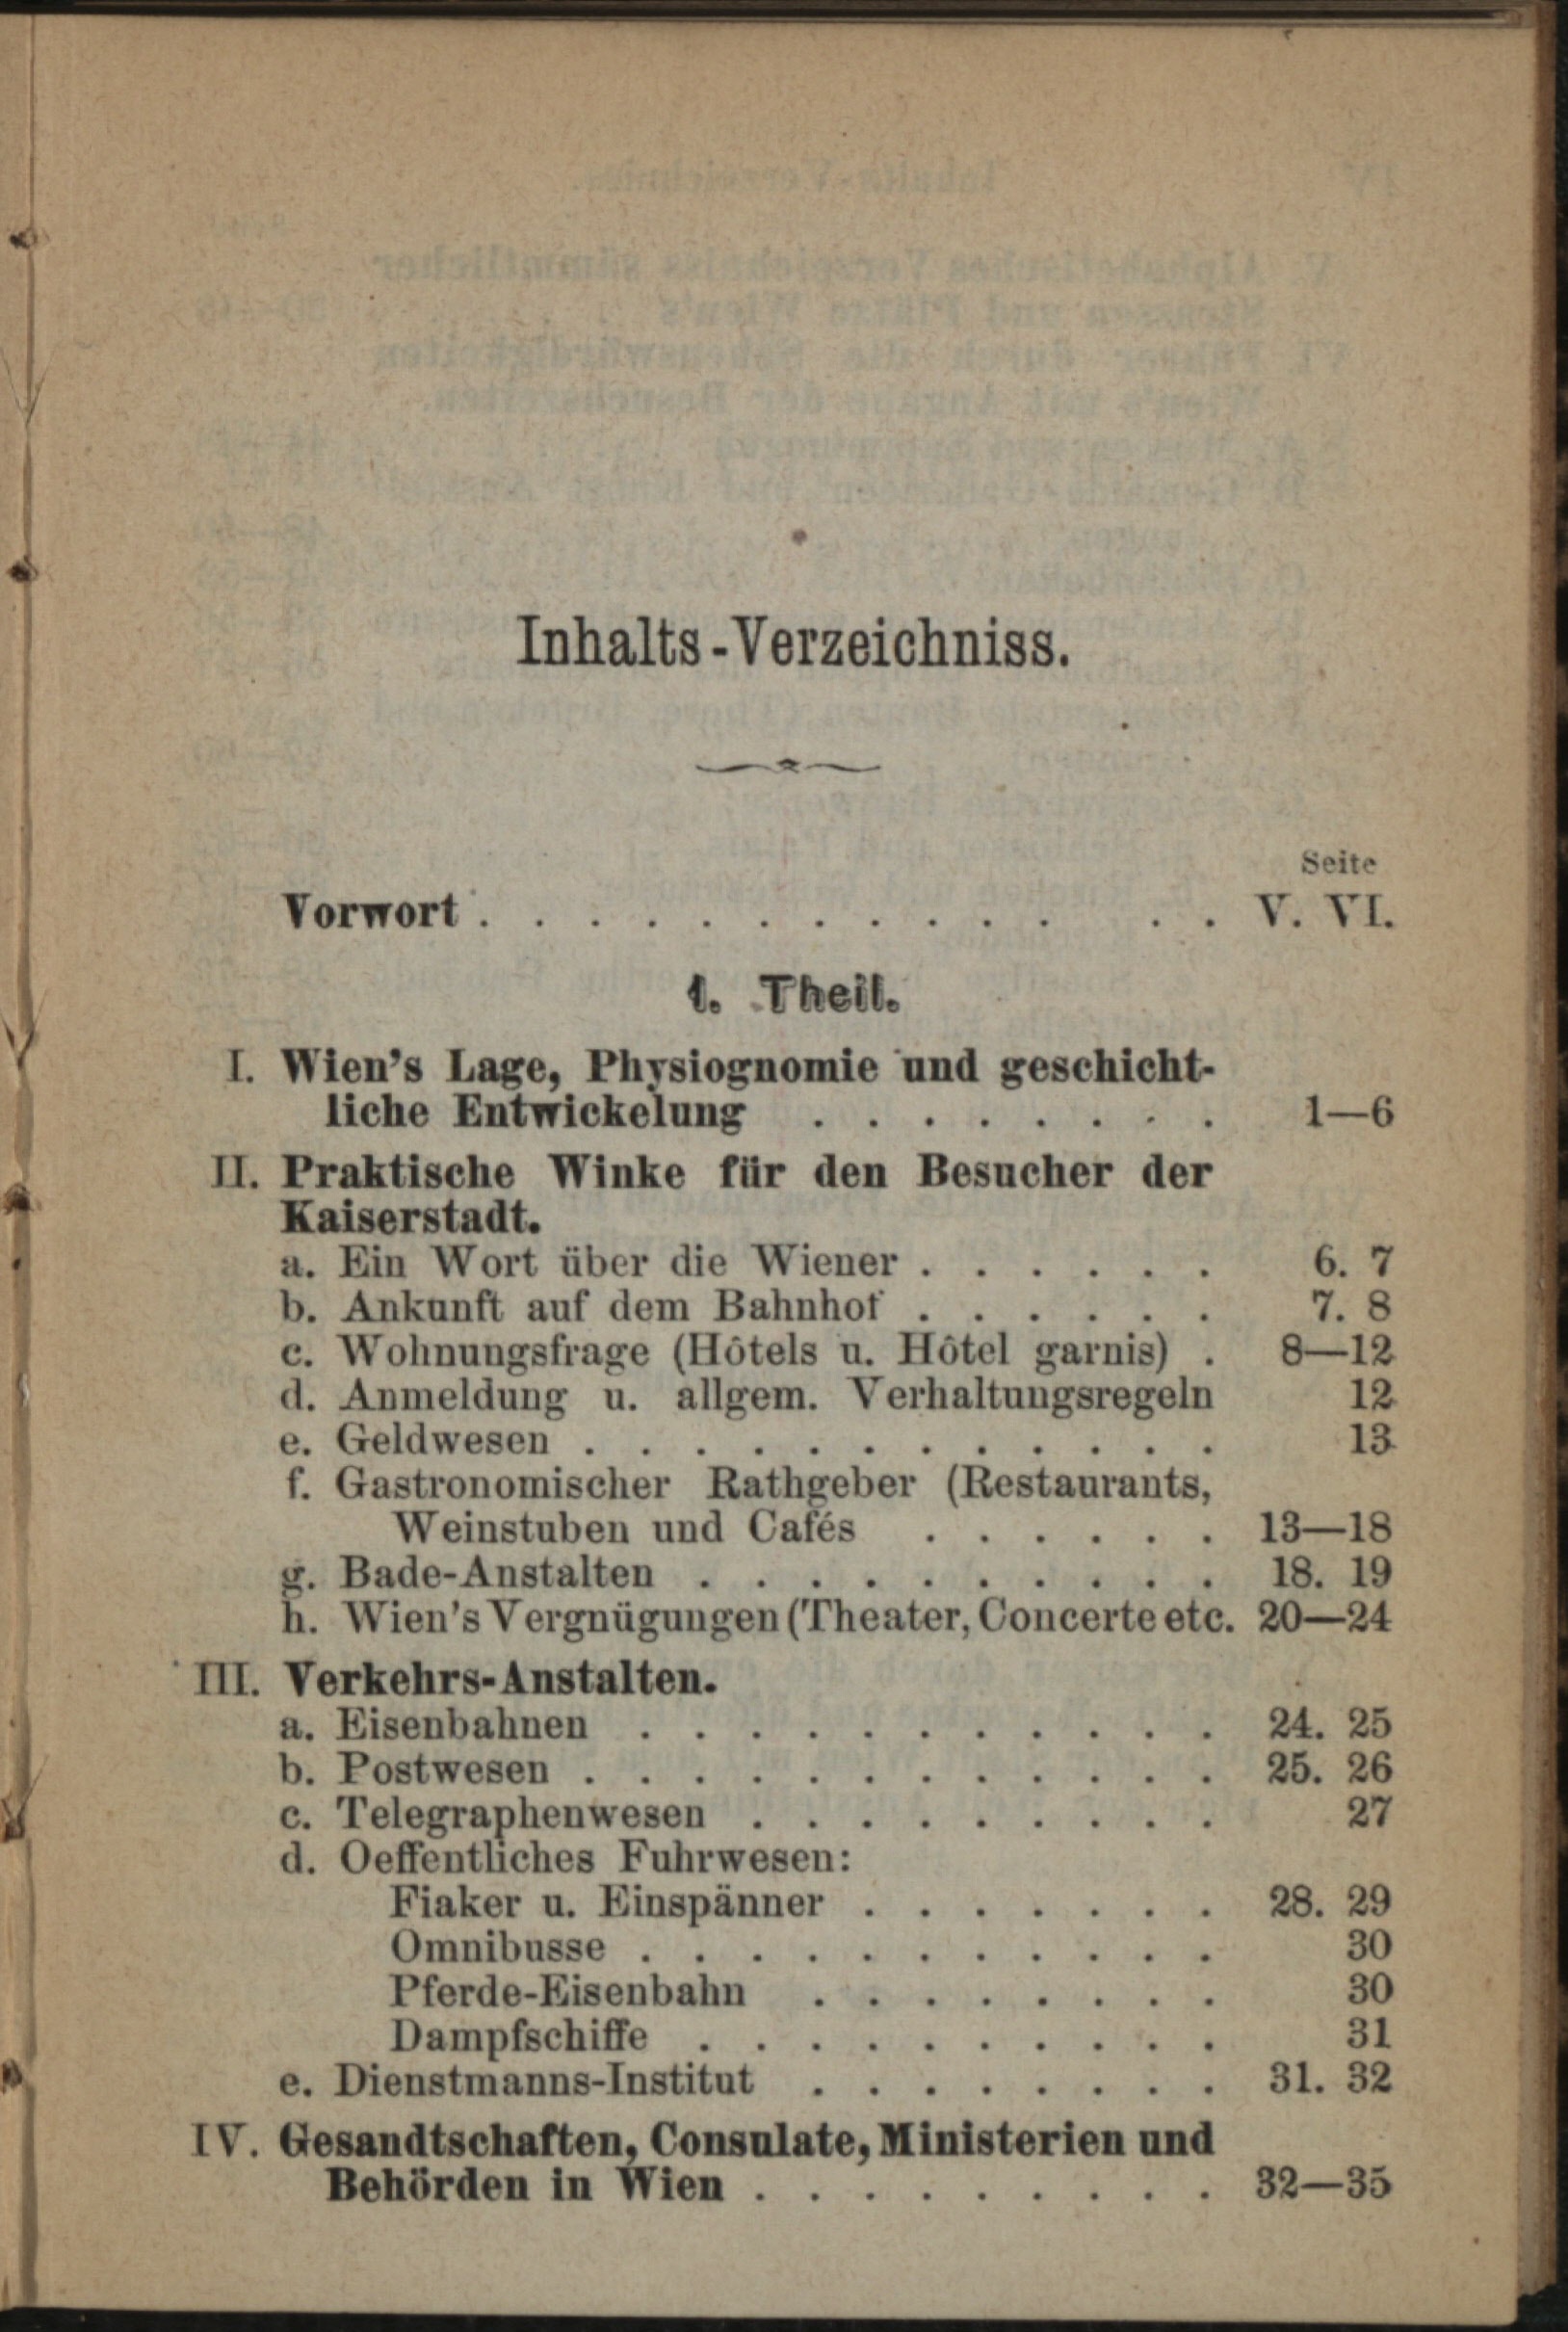 Inhalts-Verzeichniss.
Seite
Vorwort . . . . . . . . . . . . . V. VI.
1. Theil.
I. Wien's Lage, Physiognomie und geschicht-
liche Entwickelung . . . . . . . . 1—6
II. Praktische Winke für den Besucher der
Kaiserstadt.
a. Ein Wort über die Wiener . . . . . . 6. 7
b. Ankunft auf dem Bahnhof . . . . . . 7. 8
c. Wohnungsfrage (Hôtels u. Hôtel garnis) . 8—12
d. Anmeldung u. allgem. Verhaltungsregeln 12
e. Geldwesen . . . . . . . . . . . . 13
f. Gastronomischer Rathgeber (Restaurants,
Weinstuben und Cafés . . . . . . 13—18
g. Bade-Anstalten . . . . . . . . . . 18. 19
h. Wien's Vergnügungen (Theater, Concerte etc. 20—24
III. Verkehrs-Anstalten.
a. Eisenbahnen . . . . . . . . . . . 24. 25
b. Postwesen . . . . . . . . . . . . 25. 26
c. Telegraphenwesen . . . . . . . . . 27
d. Oeffentliches Fuhrwesen:
Fiaker u. Einspänner . . . . . . . 28. 29
Omnibusse . . . . . . . . . . . 30
Pferde-Eisenbahn . . . . . . . . 30
Dampfschiffe . . . . . . . . . . 31
e. Dienstmanns-Institut . . . . . . . . 31. 32
IV. Gesandtschaften, Consulate, Ministerien und
Behörden in Wien . . . . . . . . . 32—35